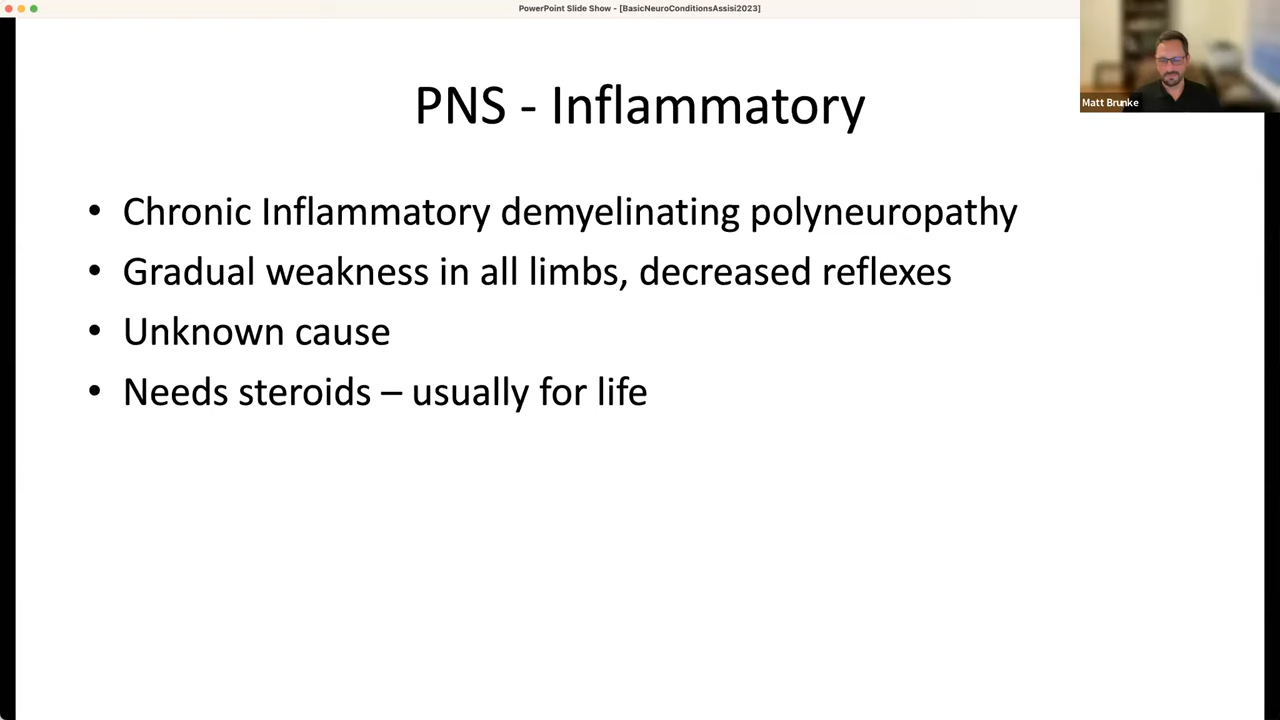 PowerPoint Slide Show - [BasicNeuroConditionsAssisi2023]
Matt Brunke
PNS - Inflammatory
• Chronic Inflammatory demyelinating polyneuropathy
• Gradual weakness in all limbs, decreased reflexes
• Unknown cause
• Needs steroids – usually for life